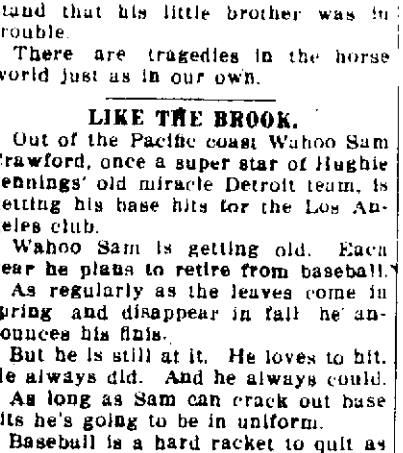 tand that his little brother was in
rouble.
There are tragedies in the horse
world just as in our own.
LIKE THE BROOK.
Out of the Pacific coast Wahoo Sam
Crawford, once a super star of Hughie
ennings' old miracle Detroit team, is
etting his base hits for the Los An-
eles club.
Wahoo Sam is getting old. Each
ear he plans to retire from baseball.
As regularly as the leaves come in
pring and disappear in fall he an-
ounces his finis.
But he is still at it. He loves to hit.
He always did. And he always could.
As long as Sam can crack out base
its he's going to be in uniform.
Baseball is a hard racket to quit as